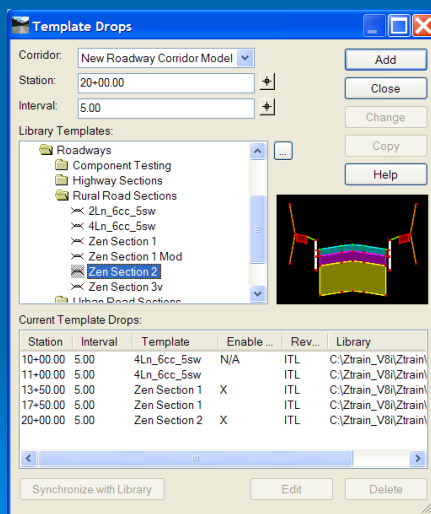 Template Drops
Corridor: New Roadway Corridor Model
Station: 20+00.00
Interval: 5.00
Library Templates:
Roadways
Component Testing
Highway Sections
Rural Road Sections
2Ln_6cc_5sw
4Ln_6cc_5sw
Zen Section 1
Zen Section 1 Mod
Zen Section 2
Zen Section 3v
Urban Road Sections
...
Add
Close
Change
Copy
Help
Current Template Drops:
Station Interval Template Enable ... Rev... Library
10+00.00 5.00 4Ln_6cc_5sw N/A ITL C:\Ztrain_V8i\Ztrain\
11+00.00 5.00 4Ln_6cc_5sw ITL C:\Ztrain_V8i\Ztrain\
13+50.00 5.00 Zen Section 1 X ITL C:\Ztrain_V8i\Ztrain\
17+50.00 5.00 Zen Section 1 ITL C:\Ztrain_V8i\Ztrain\
20+00.00 5.00 Zen Section 2 X ITL C:\Ztrain_V8i\Ztrain\
Synchronize with Library Edit Delete